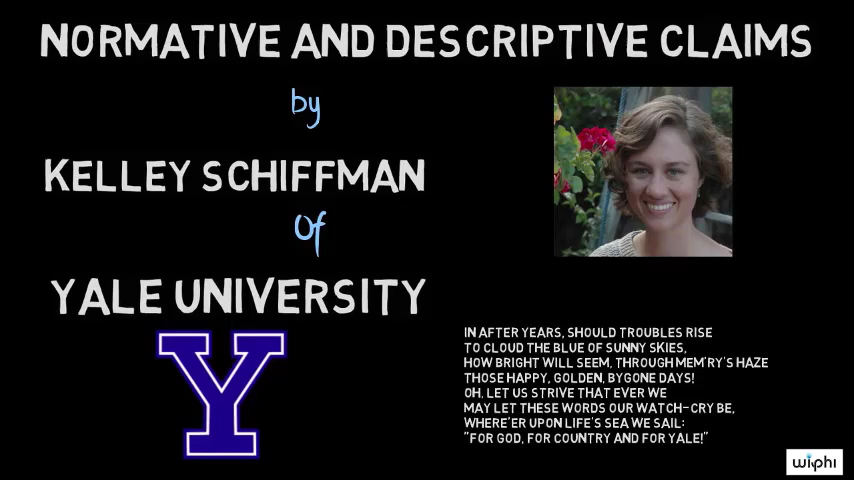 NORMATIVE AND DESCRIPTIVE CLAIMS
by
KELLEY SCHIFFMAN
Of
YALE UNIVERSITY
Y
IN AFTER YEARS, SHOULD TROUBLES RISE
TO CLOUD THE BLUE OF SUNNY SKIES,
HOW BRIGHT WILL SEEM, THROUGH MEM'RY'S HAZE
THOSE HAPPY, GOLDEN, BYGONE DAYS!
OH, LET US STRIVE THAT EVER WE
MAY LET THESE WORDS OUR WATCH-CRY BE,
WHERE'ER UPON LIFE'S SEA WE SAIL:
"FOR GOD, FOR COUNTRY AND FOR YALE!"
wiphi